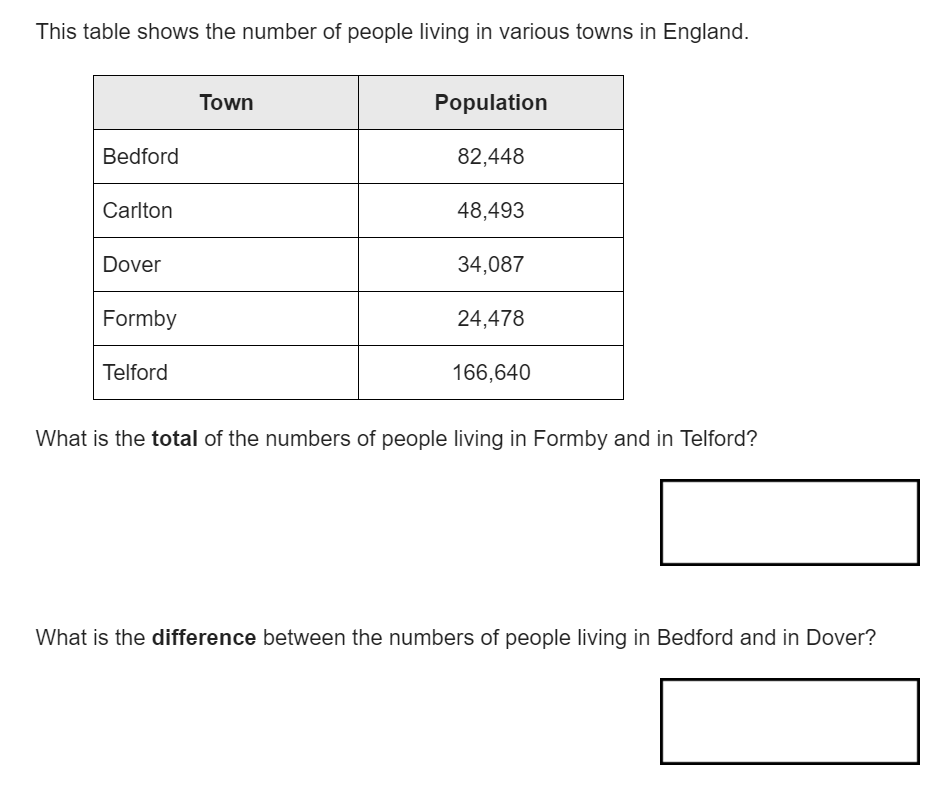 This table shows the number of people living in various towns in England.
Town Population
Bedford 82,448
Carlton 48,493
Dover 34,087
Formby 24,478
Telford 166,640
What is the total of the numbers of people living in Formby and in Telford?
What is the difference between the numbers of people living in Bedford and in Dover?